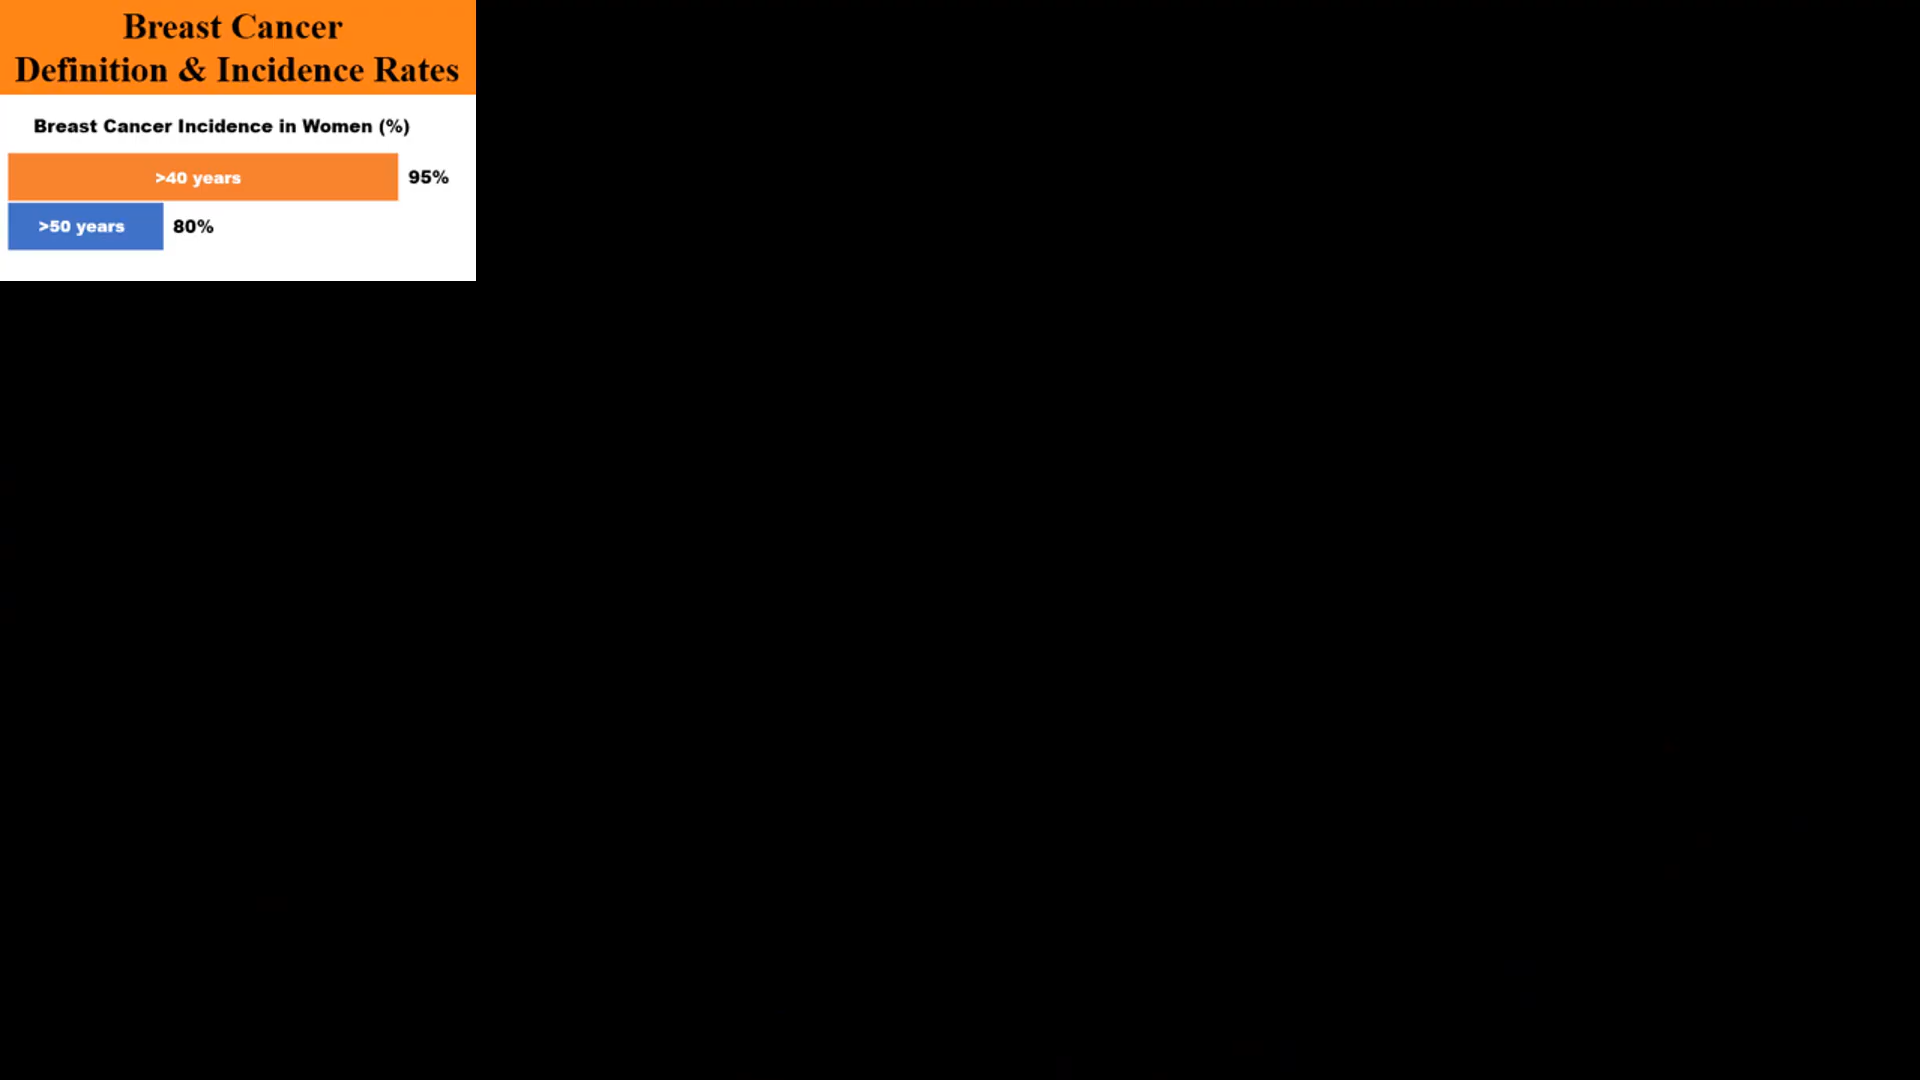 Breast Cancer
Definition & Incidence Rates
Breast Cancer Incidence in Women (%)
>40 years 95%
>50 years 80%